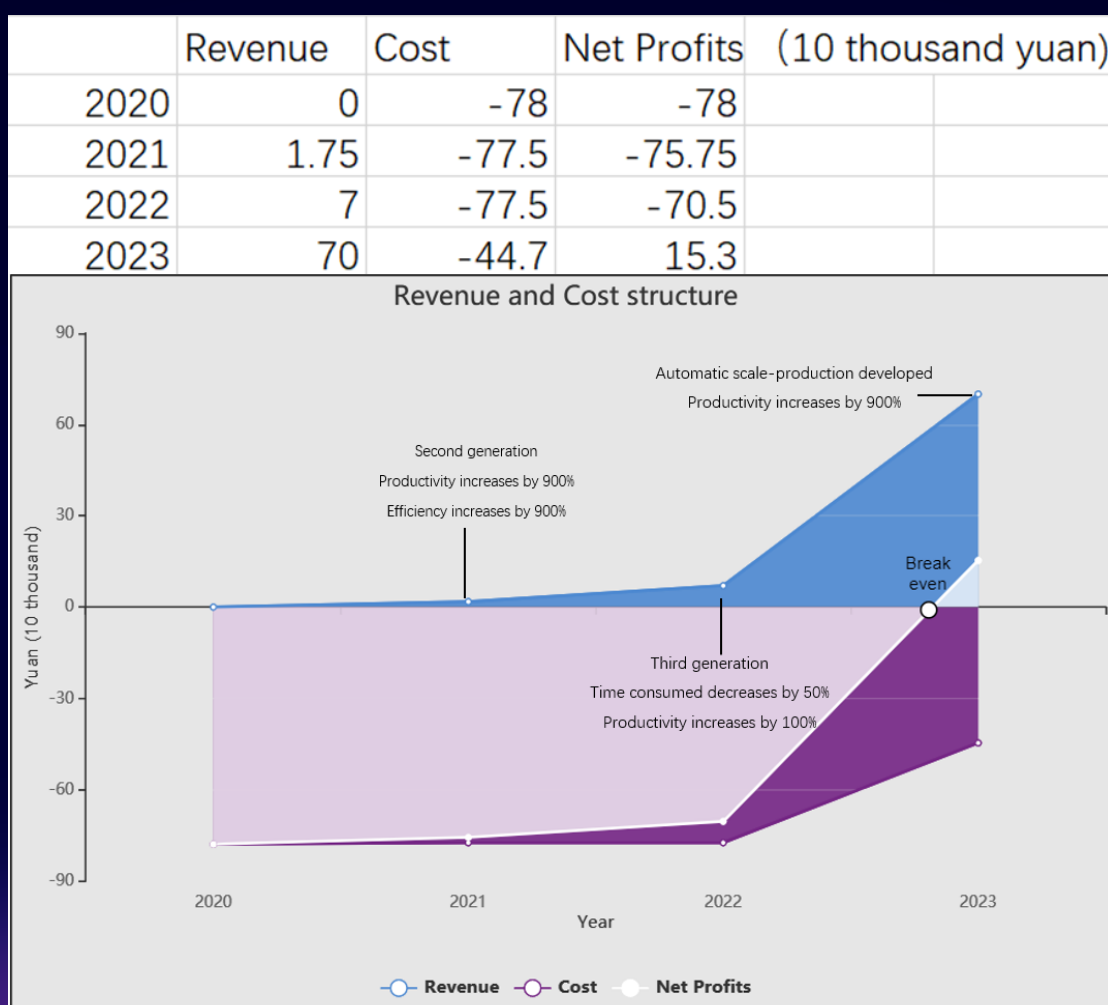 Revenue Cost Net Profits (10 thousand yuan)
2020 0 -78 -78
2021 1.75 -77.5 -75.75
2022 7 -77.5 -70.5
2023 70 -44.7 15.3
Revenue and Cost structure
90
60
30
0
-30
-60
-90
Yuan (10 thousand)
Automatic scale-production developed
Productivity increases by 900%
Second generation
Productivity increases by 900%
Efficiency increases by 900%
Break
even
Third generation
Time consumed decreases by 50%
Productivity increases by 100%
2020 2021 2022 2023
Year
Revenue Cost Net Profits